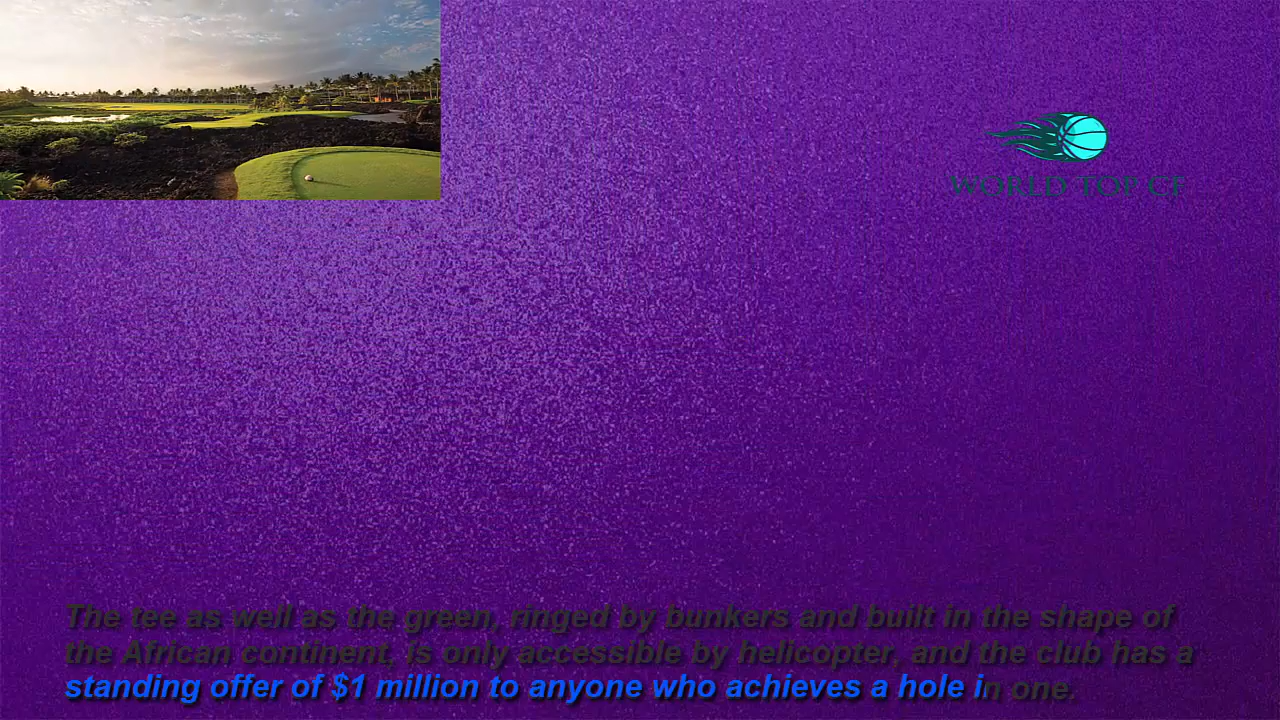 WORLD TOP CF
The tee as well as the green, ringed by bunkers and built in the shape of
the African continent, is only accessible by helicopter, and the club has a
standing offer of $1 million to anyone who achieves a hole in one.